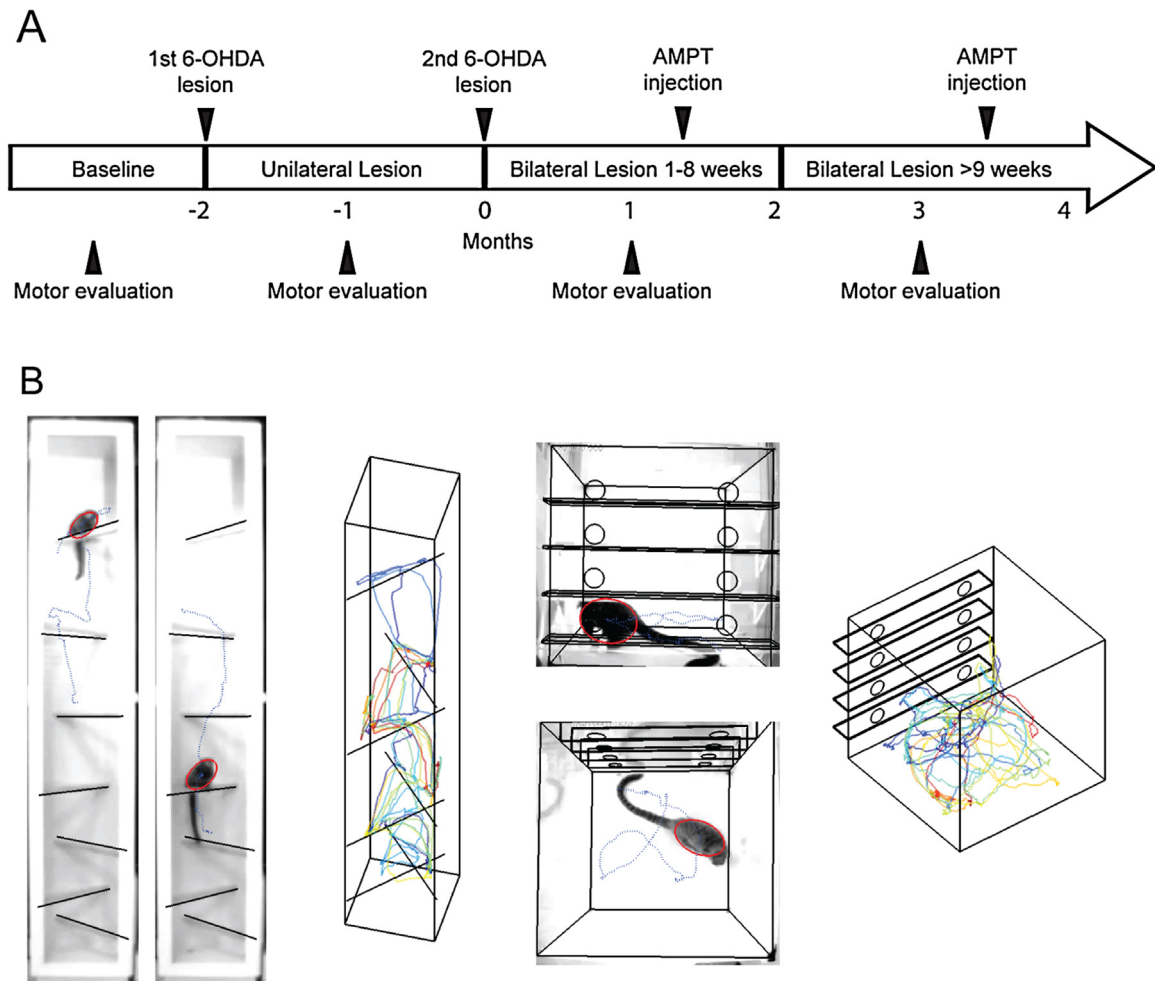 A
1st 6-OHDA
lesion
2nd 6-OHDA
lesion
AMPT
injection
AMPT
injection
Baseline
Unilateral Lesion
Bilateral Lesion 1-8 weeks
Bilateral Lesion >9 weeks
-2
-1
0
1
2
3
4
Months
Motor evaluation
Motor evaluation
Motor evaluation
Motor evaluation
B